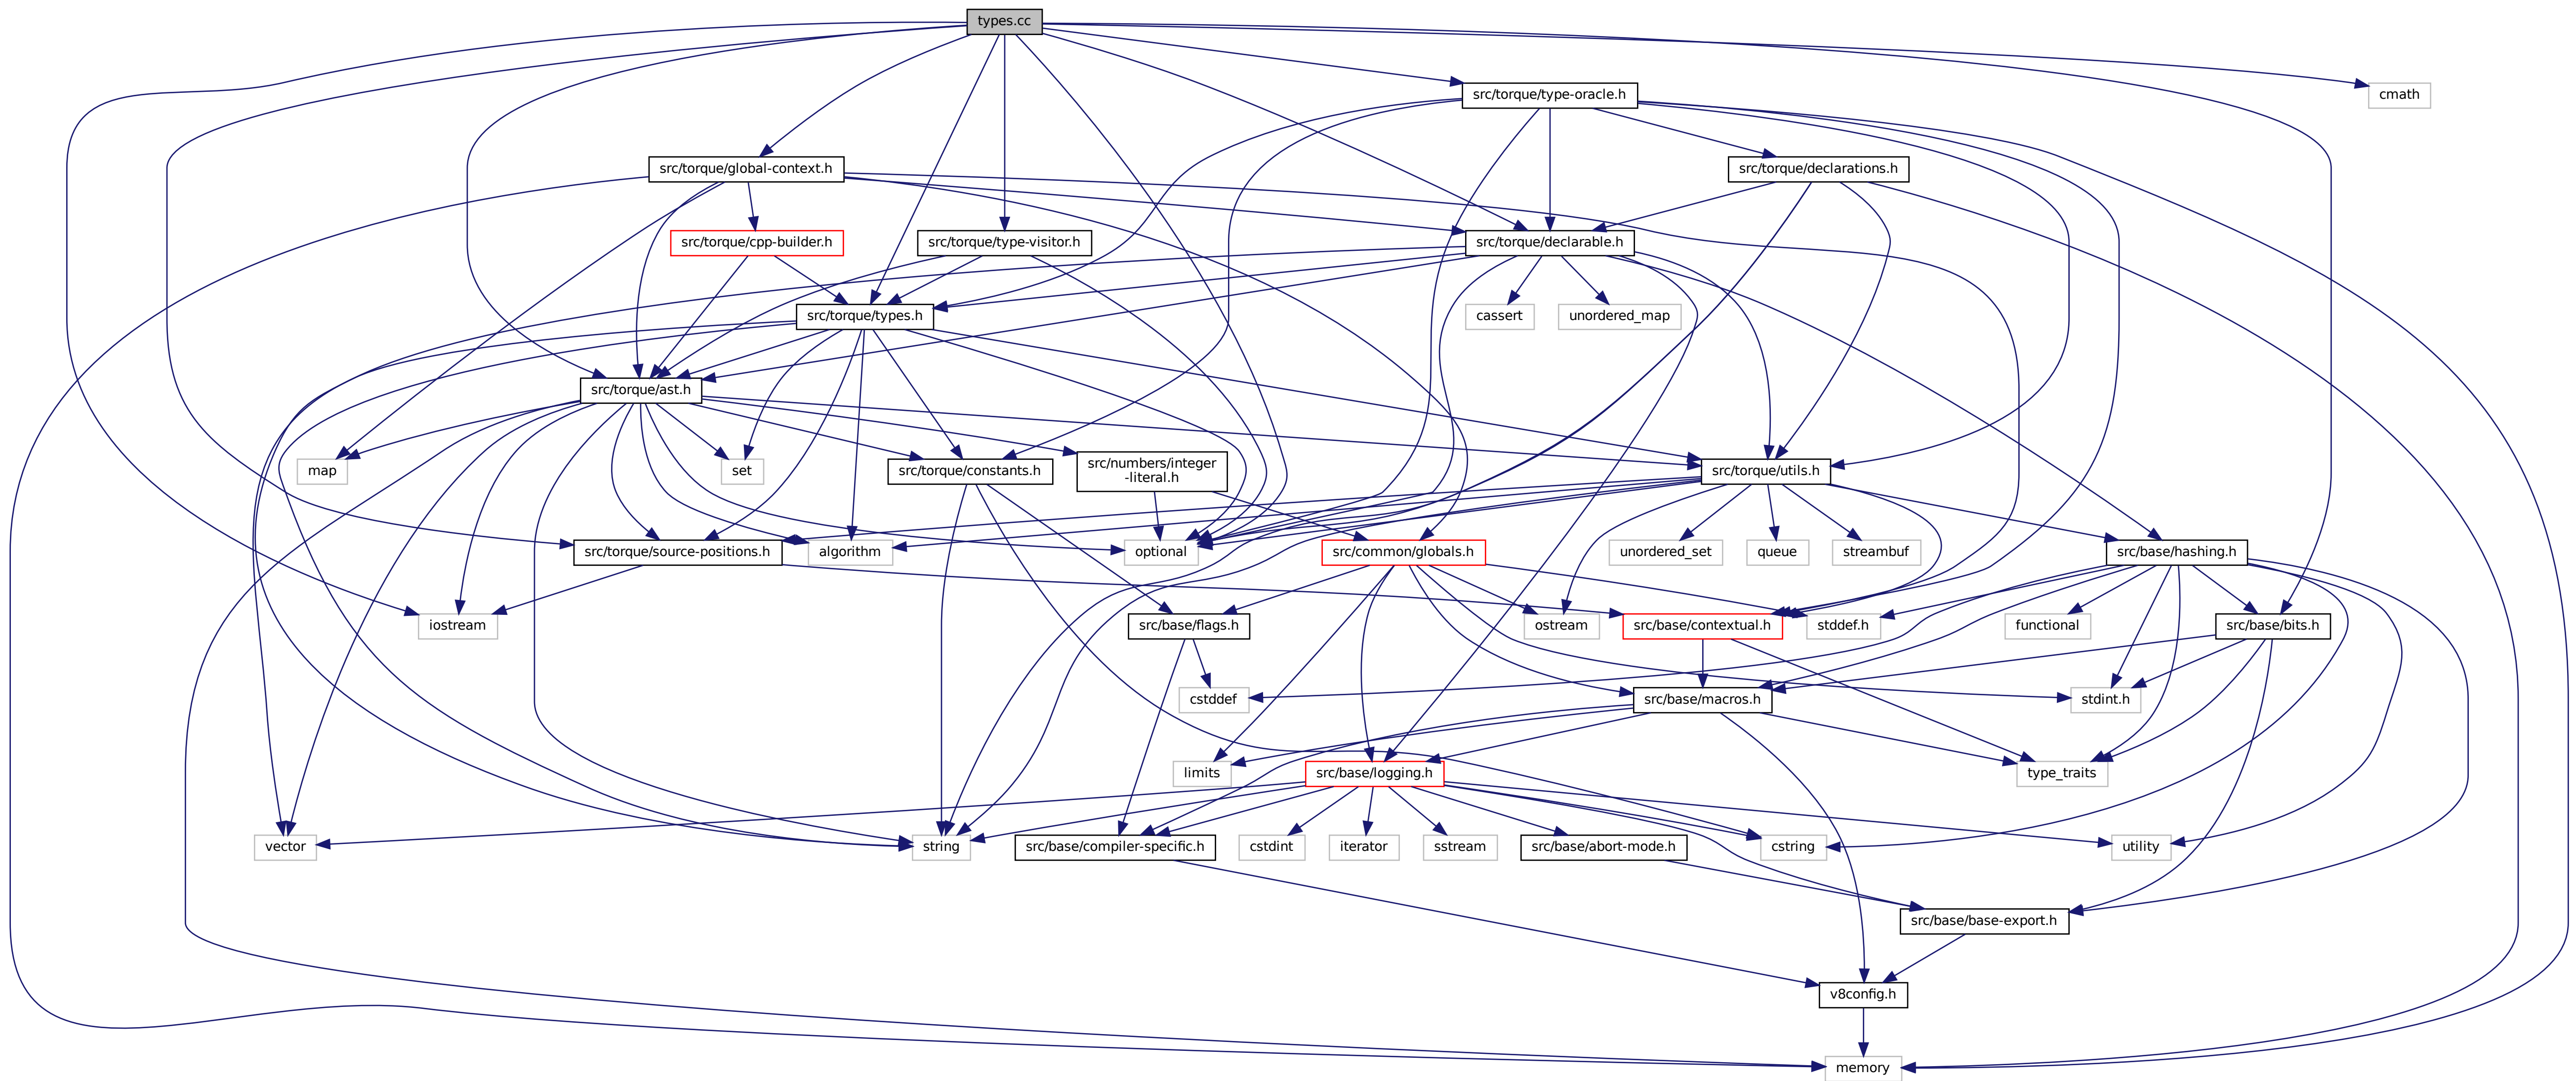 types.cc
src/torque/type-oracle.h
cmath
src/torque/global-context.h
src/torque/declarations.h
src/torque/cpp-builder.h
src/torque/type-visitor.h
src/torque/declarable.h
src/torque/types.h
cassert
unordered_map
src/torque/ast.h
map
set
src/torque/constants.h
src/numbers/integer
-literal.h
src/torque/utils.h
src/torque/source-positions.h
algorithm
optional
src/common/globals.h
unordered_set
queue
streambuf
src/base/hashing.h
iostream
src/base/flags.h
ostream
src/base/contextual.h
stddef.h
functional
src/base/bits.h
cstddef
src/base/macros.h
stdint.h
limits
src/base/logging.h
type_traits
vector
string
src/base/compiler-specific.h
cstdint
iterator
sstream
src/base/abort-mode.h
cstring
utility
src/base/base-export.h
v8config.h
memory